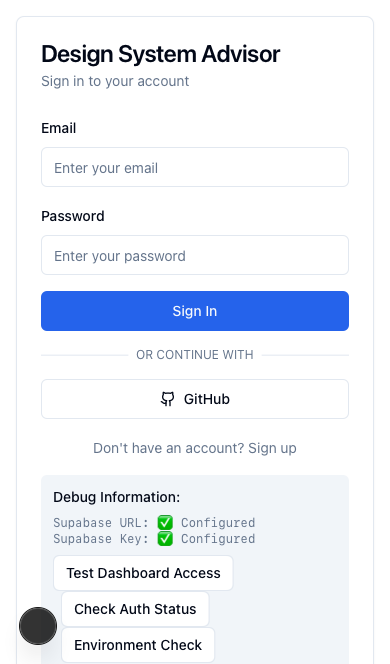 Design System Advisor
Sign in to your account
Email
Enter your email
Password
Enter your password
Sign In
OR CONTINUE WITH
GitHub
Don't have an account? Sign up
Debug Information:
Supabase URL: ✅ Configured
Supabase Key: ✅ Configured
Test Dashboard Access
Check Auth Status
Environment Check